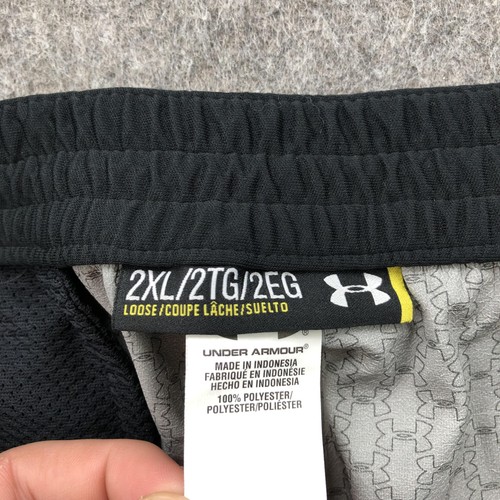 2XL/2TG/2EG
LOOSE/COUPE LÂCHE/SUELTO
UNDER ARMOUR®
MADE IN INDONESIA
FABRIQUÉ EN INDONÉSIE
HECHO EN INDONESIA
100% POLYESTER/
POLYESTER/POLIÉSTER